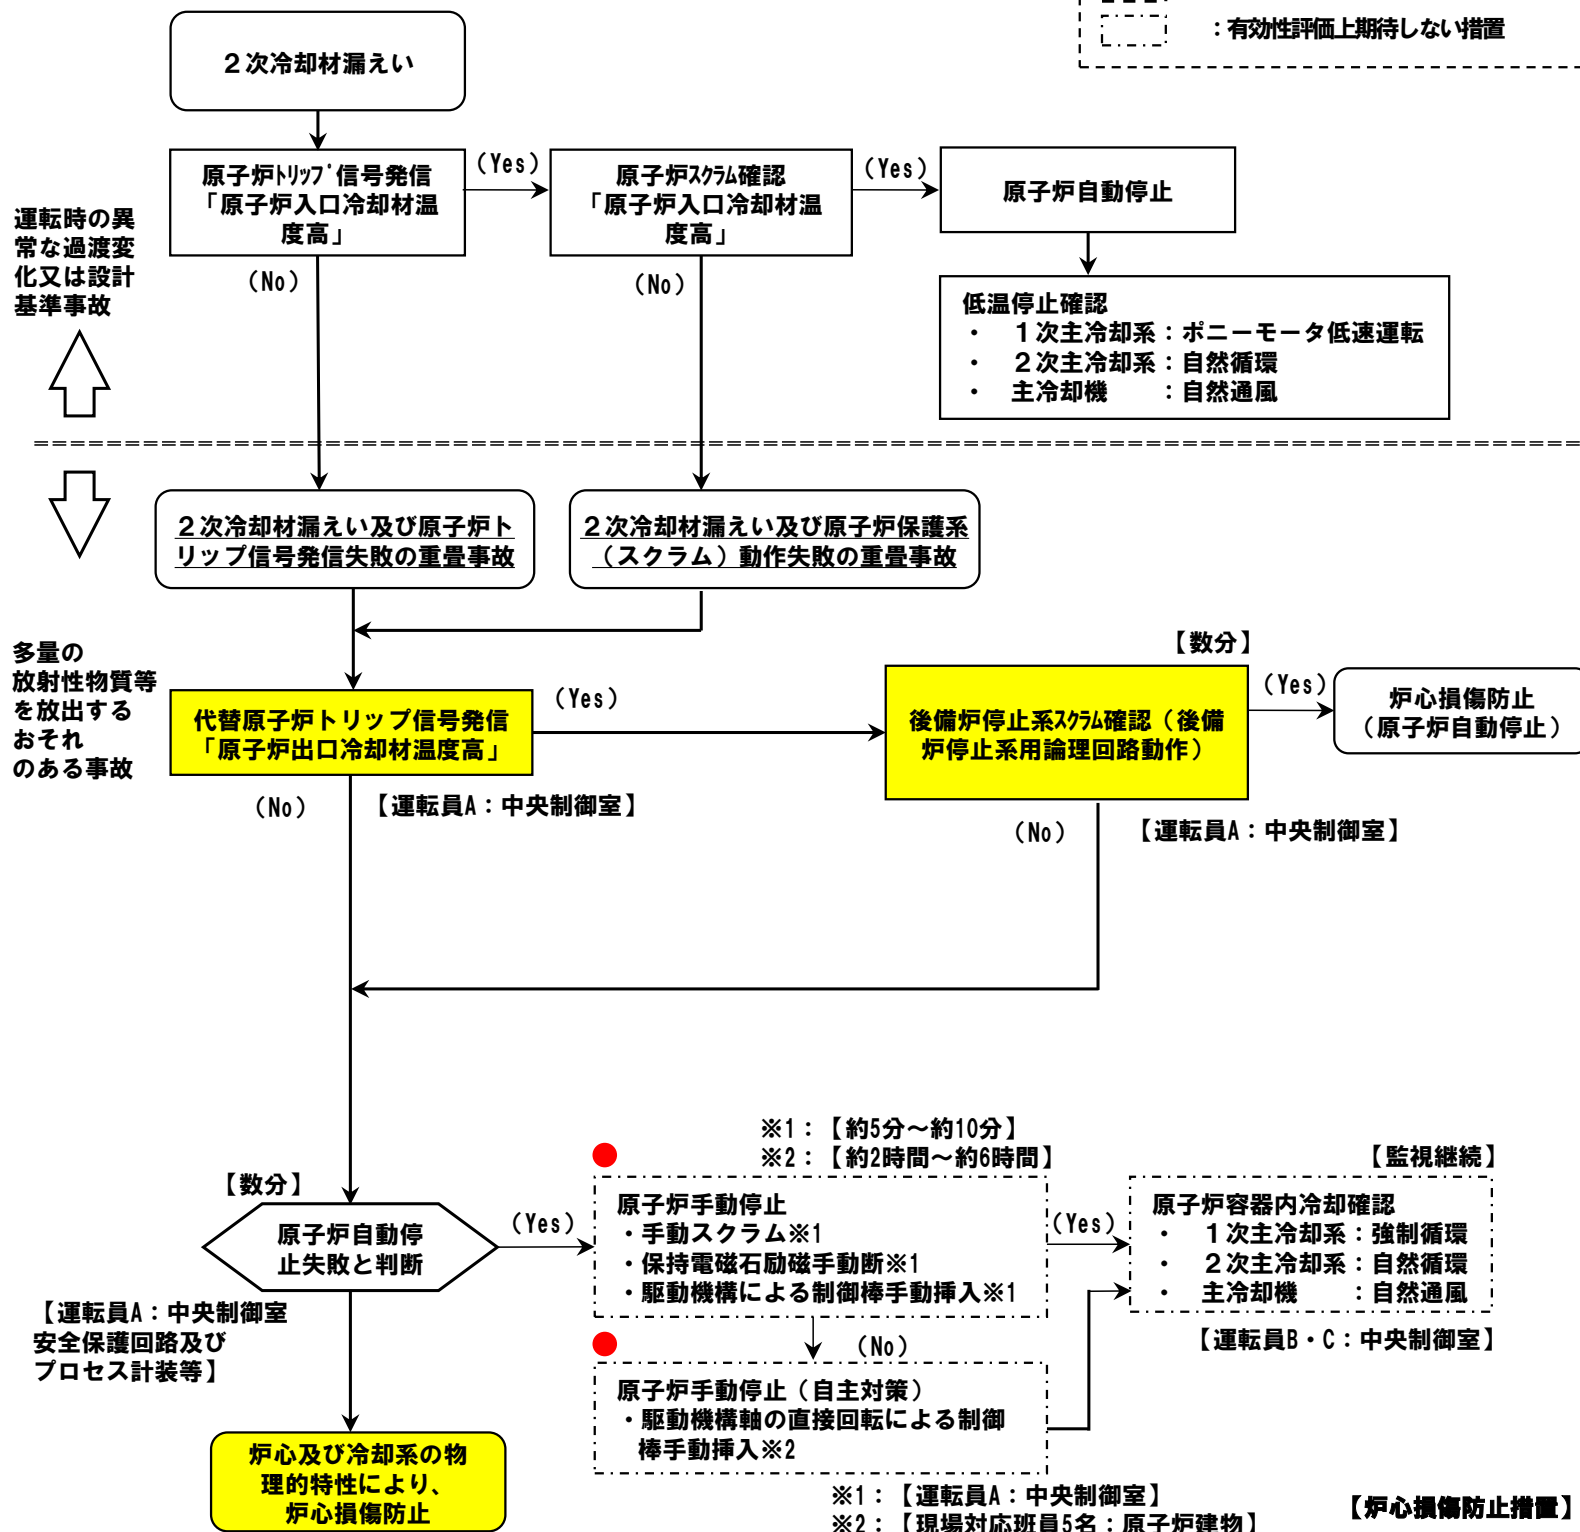 ：有効性評価上期待しない措置
２次冷却材漏えい
原子炉ﾄﾘｯﾌﾟ信号発信
「原子炉入口冷却材温
度高」
（Yes）
原子炉ｽｸﾗﾑ確認
「原子炉入口冷却材温
度高」
（Yes）
原子炉自動停止
運転時の異
常な過渡変
化又は設計
基準事故
（No）
（No）
低温停止確認
・　１次主冷却系：ポニーモータ低速運転
・　２次主冷却系：自然循環
・　主冷却機　　：自然通風
２次冷却材漏えい及び原子炉ト
リップ信号発信失敗の重畳事故
２次冷却材漏えい及び原子炉保護系
（スクラム）動作失敗の重畳事故
多量の
放射性物質等
を放出する
おそれ
のある事故
【数分】
代替原子炉トリップ信号発信
「原子炉出口冷却材温度高」
（Yes）
後備炉停止系ｽｸﾗﾑ確認（後備
炉停止系用論理回路動作）
（Yes）
炉心損傷防止
（原子炉自動停止）
（No）
【運転員A：中央制御室】
（No）
【運転員A：中央制御室】
※1：【約5分～約10分】
※2：【約2時間～約6時間】
【数分】
【監視継続】
原子炉自動停
止失敗と判断
（Yes）
原子炉手動停止
・手動スクラム※1
・保持電磁石励磁手動断※1
・駆動機構による制御棒手動挿入※1
（Yes）
原子炉容器内冷却確認
・　１次主冷却系：強制循環
・　２次主冷却系：自然循環
・　主冷却機　　：自然通風
【運転員A：中央制御室
安全保護回路及び
プロセス計装等】
（No）
【運転員B・C：中央制御室】
原子炉手動停止（自主対策）
・駆動機構軸の直接回転による制御
棒手動挿入※2
炉心及び冷却系の物
理的特性により、
炉心損傷防止
※1：【運転員A：中央制御室】
※2：【現場対応班員5名：原子炉建物】
【炉心損傷防止措置】